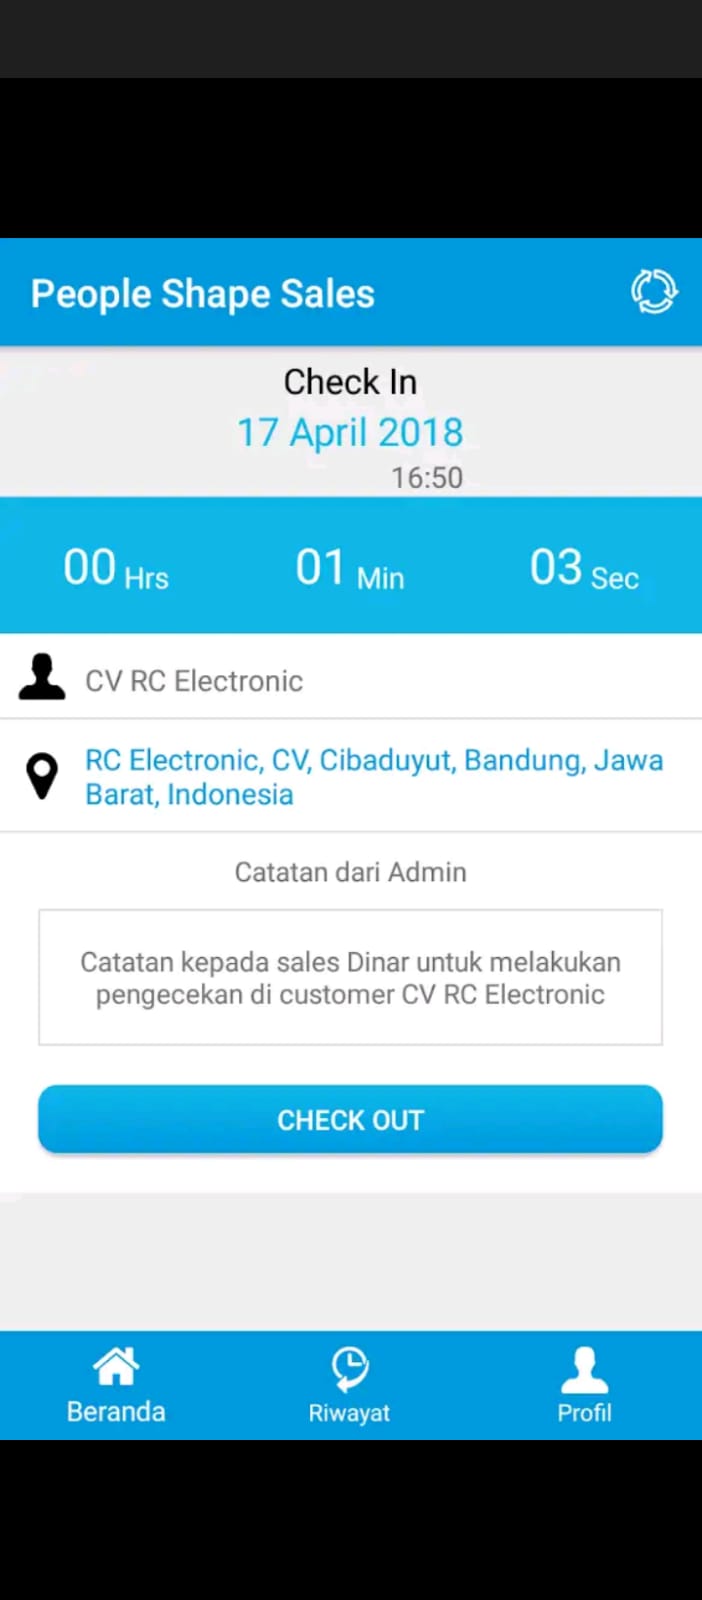 People Shape Sales
Check In
17 April 2018
16:50
00 Hrs 01 Min 03 Sec
CV RC Electronic
RC Electronic, CV, Cibaduyut, Bandung, Jawa
Barat, Indonesia
Catatan dari Admin
Catatan kepada sales Dinar untuk melakukan
pengecekan di customer CV RC Electronic
CHECK OUT
Beranda Riwayat Profil